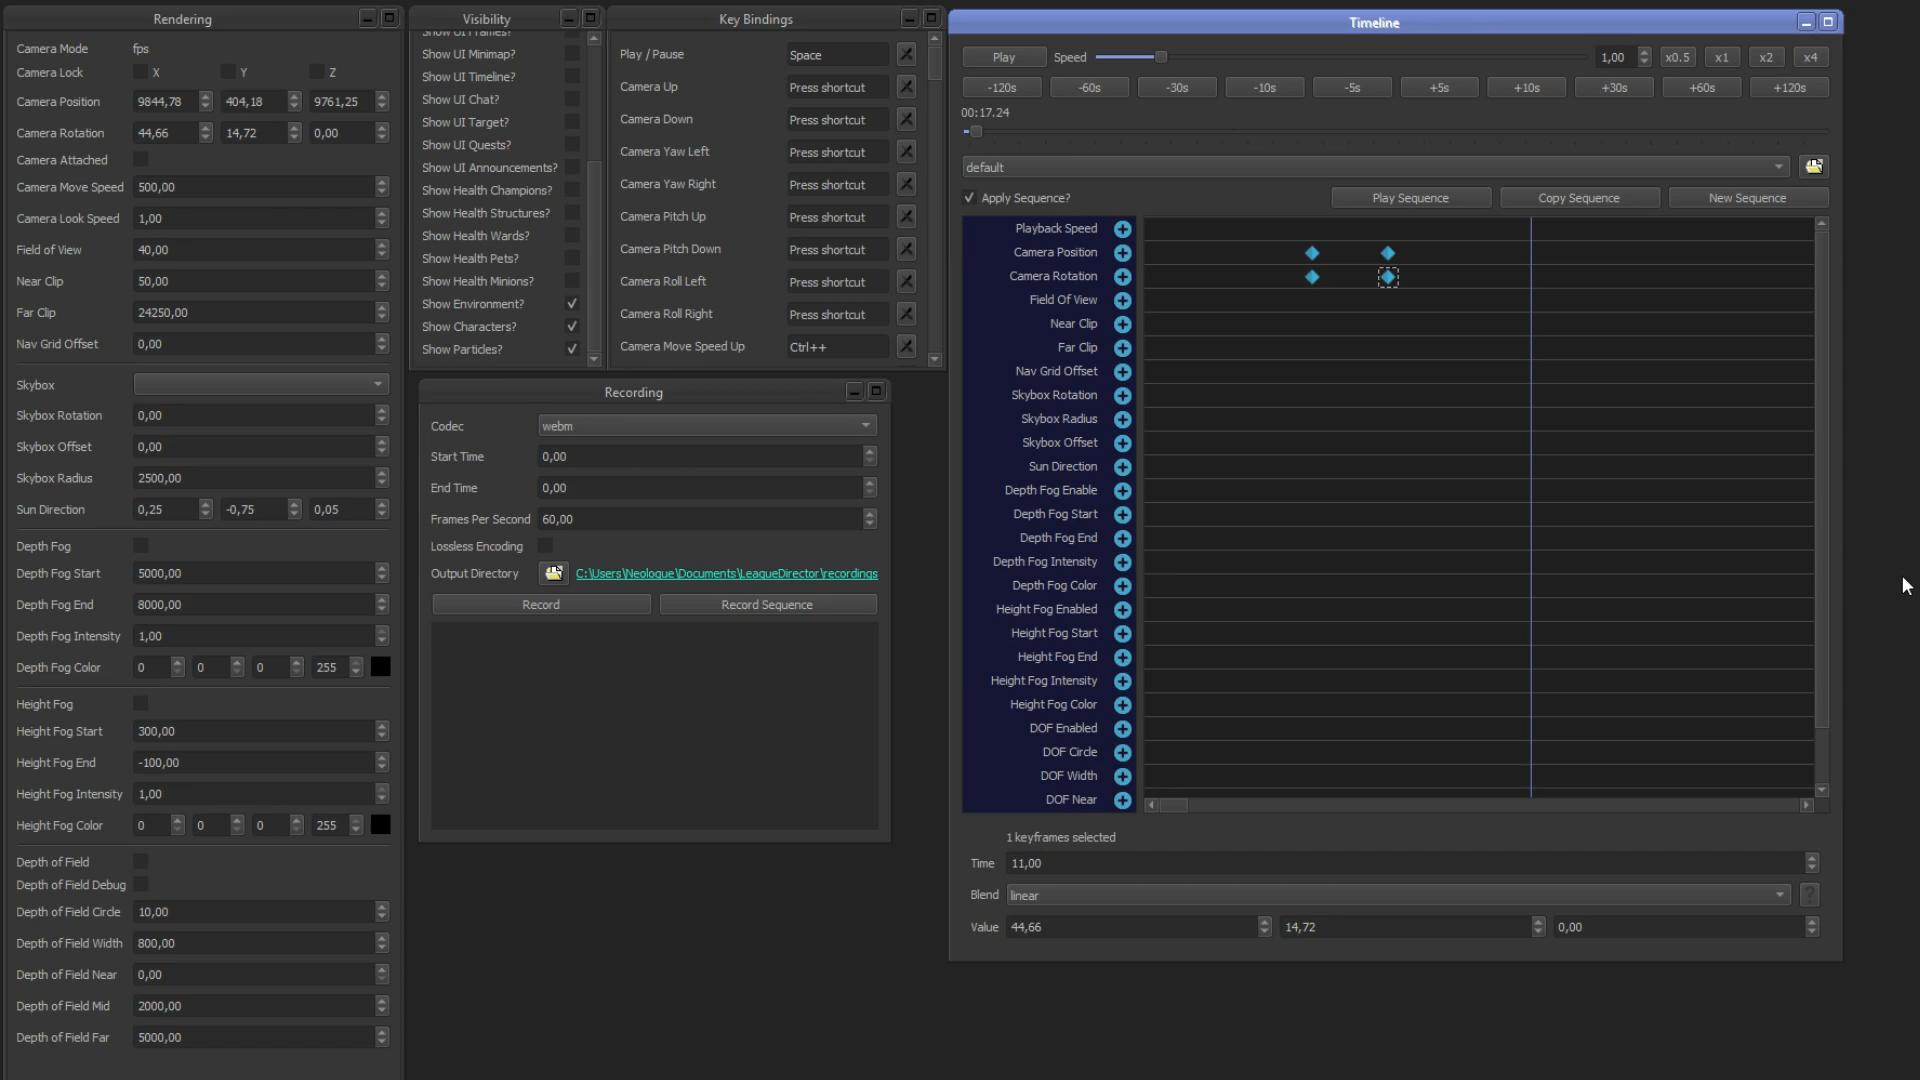 Rendering
Camera Mode fps
Camera Lock X Y Z
Camera Position 9844,78 404,18 9761,25
Camera Rotation 44,66 14,72 0,00
Camera Attached
Camera Move Speed 500,00
Camera Look Speed 1,00
Field of View 40,00
Near Clip 50,00
Far Clip 24250,00
Nav Grid Offset 0,00
Skybox
Skybox Rotation 0,00
Skybox Offset 0,00
Skybox Radius 2500,00
Sun Direction 0,25 -0,75 0,05
Depth Fog
Depth Fog Start 5000,00
Depth Fog End 8000,00
Depth Fog Intensity 1,00
Depth Fog Color 0 0 0 255
Height Fog
Height Fog Start 300,00
Height Fog End -100,00
Height Fog Intensity 1,00
Height Fog Color 0 0 0 255
Depth of Field
Depth of Field Debug
Depth of Field Circle 10,00
Depth of Field Width 800,00
Depth of Field Near 0,00
Depth of Field Mid 2000,00
Depth of Field Far 5000,00
Visibility
Show UI Frames?
Show UI Minimap?
Show UI Timeline?
Show UI Chat?
Show UI Target?
Show UI Quests?
Show UI Announcements?
Show Health Champions?
Show Health Structures?
Show Health Wards?
Show Health Pets?
Show Health Minions?
Show Environment? ✓
Show Characters? ✓
Show Particles? ✓
Key Bindings
Play / Pause Space
Camera Up Press shortcut
Camera Down Press shortcut
Camera Yaw Left Press shortcut
Camera Yaw Right Press shortcut
Camera Pitch Up Press shortcut
Camera Pitch Down Press shortcut
Camera Roll Left Press shortcut
Camera Roll Right Press shortcut
Camera Move Speed Up Ctrl++
Recording
Codec webm
Start Time 0,00
End Time 0,00
Frames Per Second 60,00
Lossless Encoding
Output Directory C:\Users\Neologue\Documents\LeagueDirector\recordings
Record Record Sequence
Timeline
Play Speed 1,00 x0.5 x1 x2 x4
-120s -60s -30s -10s -5s +5s +10s +30s +60s +120s
00:17.24
default
✓ Apply Sequence? Play Sequence Copy Sequence New Sequence
Playback Speed
Camera Position
Camera Rotation
Field Of View
Near Clip
Far Clip
Nav Grid Offset
Skybox Rotation
Skybox Radius
Skybox Offset
Sun Direction
Depth Fog Enable
Depth Fog Start
Depth Fog End
Depth Fog Intensity
Depth Fog Color
Height Fog Enabled
Height Fog Start
Height Fog End
Height Fog Intensity
Height Fog Color
DOF Enabled
DOF Circle
DOF Width
DOF Near
1 keyframes selected
Time 11,00
Blend linear ?
Value 44,66 14,72 0,00